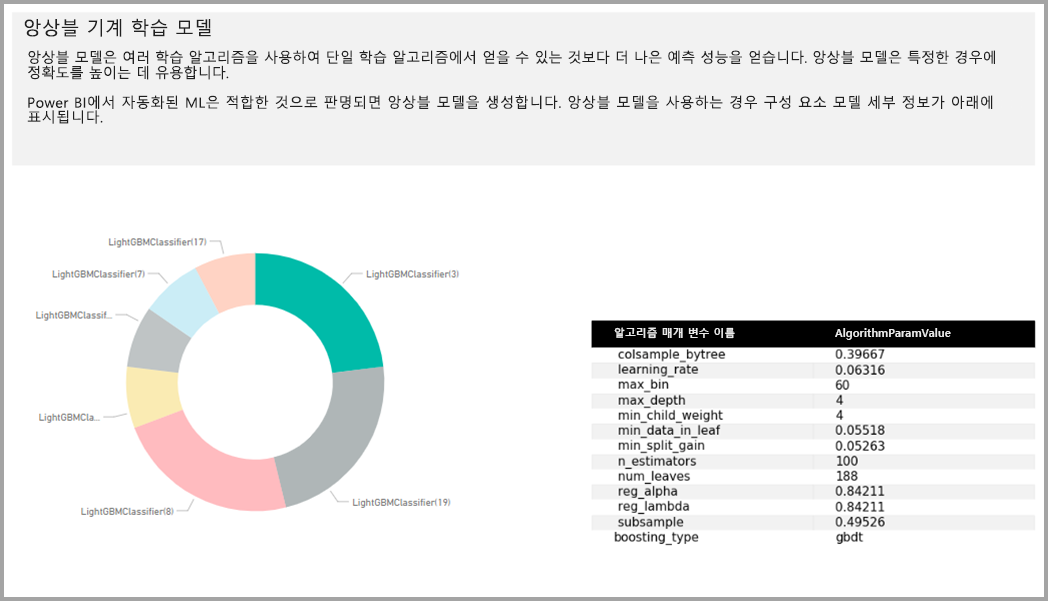 앙상블 기계 학습 모델
앙상블 모델은 여러 학습 알고리즘을 사용하여 단일 학습 알고리즘에서 얻을 수 있는 것보다 더 나은 예측 성능을 얻습니다. 앙상블 모델은 특정한 경우에
정확도를 높이는 데 유용합니다.
Power BI에서 자동화된 ML은 적합한 것으로 판명되면 앙상블 모델을 생성합니다. 앙상블 모델을 사용하는 경우 구성 요소 모델 세부 정보가 아래에
표시됩니다.
LightGBMClassifier(17)
LightGBMClassifier(7)
LightGBMClassifier(3)
LightGBMClassif...
LightGBMCla...
LightGBMClassifier(19)
LightGBMClassifier(8)
알고리즘 매개 변수 이름 AlgorithmParamValue
colsample_bytree 0.39667
learning_rate 0.06316
max_bin 60
max_depth 4
min_child_weight 4
min_data_in_leaf 0.05518
min_split_gain 0.05263
n_estimators 100
num_leaves 188
reg_alpha 0.84211
reg_lambda 0.84211
subsample 0.49526
boosting_type gbdt